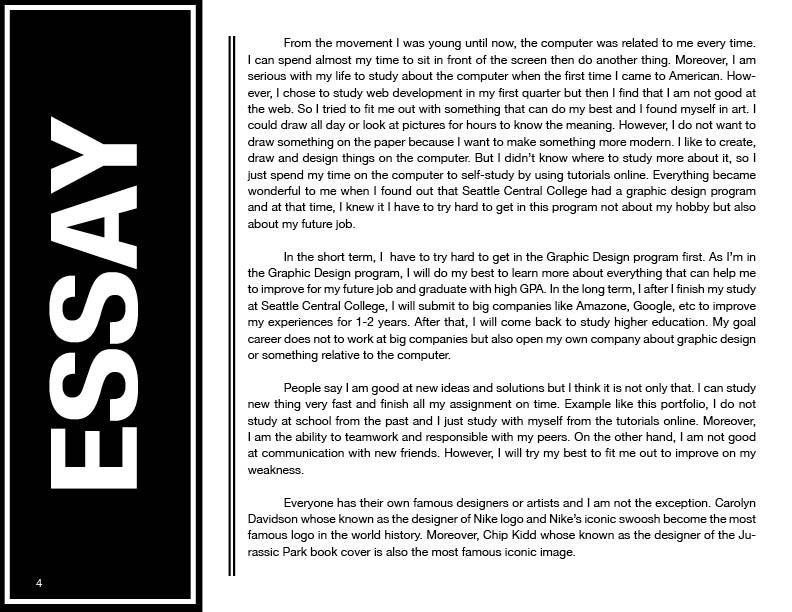 ESSAY
4
From the movement I was young until now, the computer was related to me every time.
I can spend almost my time to sit in front of the screen then do another thing. Moreover, I am
serious with my life to study about the computer when the first time I came to American. How-
ever, I chose to study web development in my first quarter but then I find that I am not good at
the web. So I tried to fit me out with something that can do my best and I found myself in art. I
could draw all day or look at pictures for hours to know the meaning. However, I do not want to
draw something on the paper because I want to make something more modern. I like to create,
draw and design things on the computer. But I didn't know where to study more about it, so I
just spend my time on the computer to self-study by using tutorials online. Everything became
wonderful to me when I found out that Seattle Central College had a graphic design program
and at that time, I knew it I have to try hard to get in this program not about my hobby but also
about my future job.
In the short term, I  have to try hard to get in the Graphic Design program first. As I'm in
the Graphic Design program, I will do my best to learn more about everything that can help me
to improve for my future job and graduate with high GPA. In the long term, I after I finish my study
at Seattle Central College, I will submit to big companies like Amazone, Google, etc to improve
my experiences for 1-2 years. After that, I will come back to study higher education. My goal
career does not to work at big companies but also open my own company about graphic design
or something relative to the computer.
People say I am good at new ideas and solutions but I think it is not only that. I can study
new thing very fast and finish all my assignment on time. Example like this portfolio, I do not
study at school from the past and I just study with myself from the tutorials online. Moreover,
I am the ability to teamwork and responsible with my peers. On the other hand, I am not good
at communication with new friends. However, I will try my best to fit me out to improve on my
weakness.
Everyone has their own famous designers or artists and I am not the exception. Carolyn
Davidson whose known as the designer of Nike logo and Nike's iconic swoosh become the most
famous logo in the world history. Moreover, Chip Kidd whose known as the designer of the Ju-
rassic Park book cover is also the most famous iconic image.